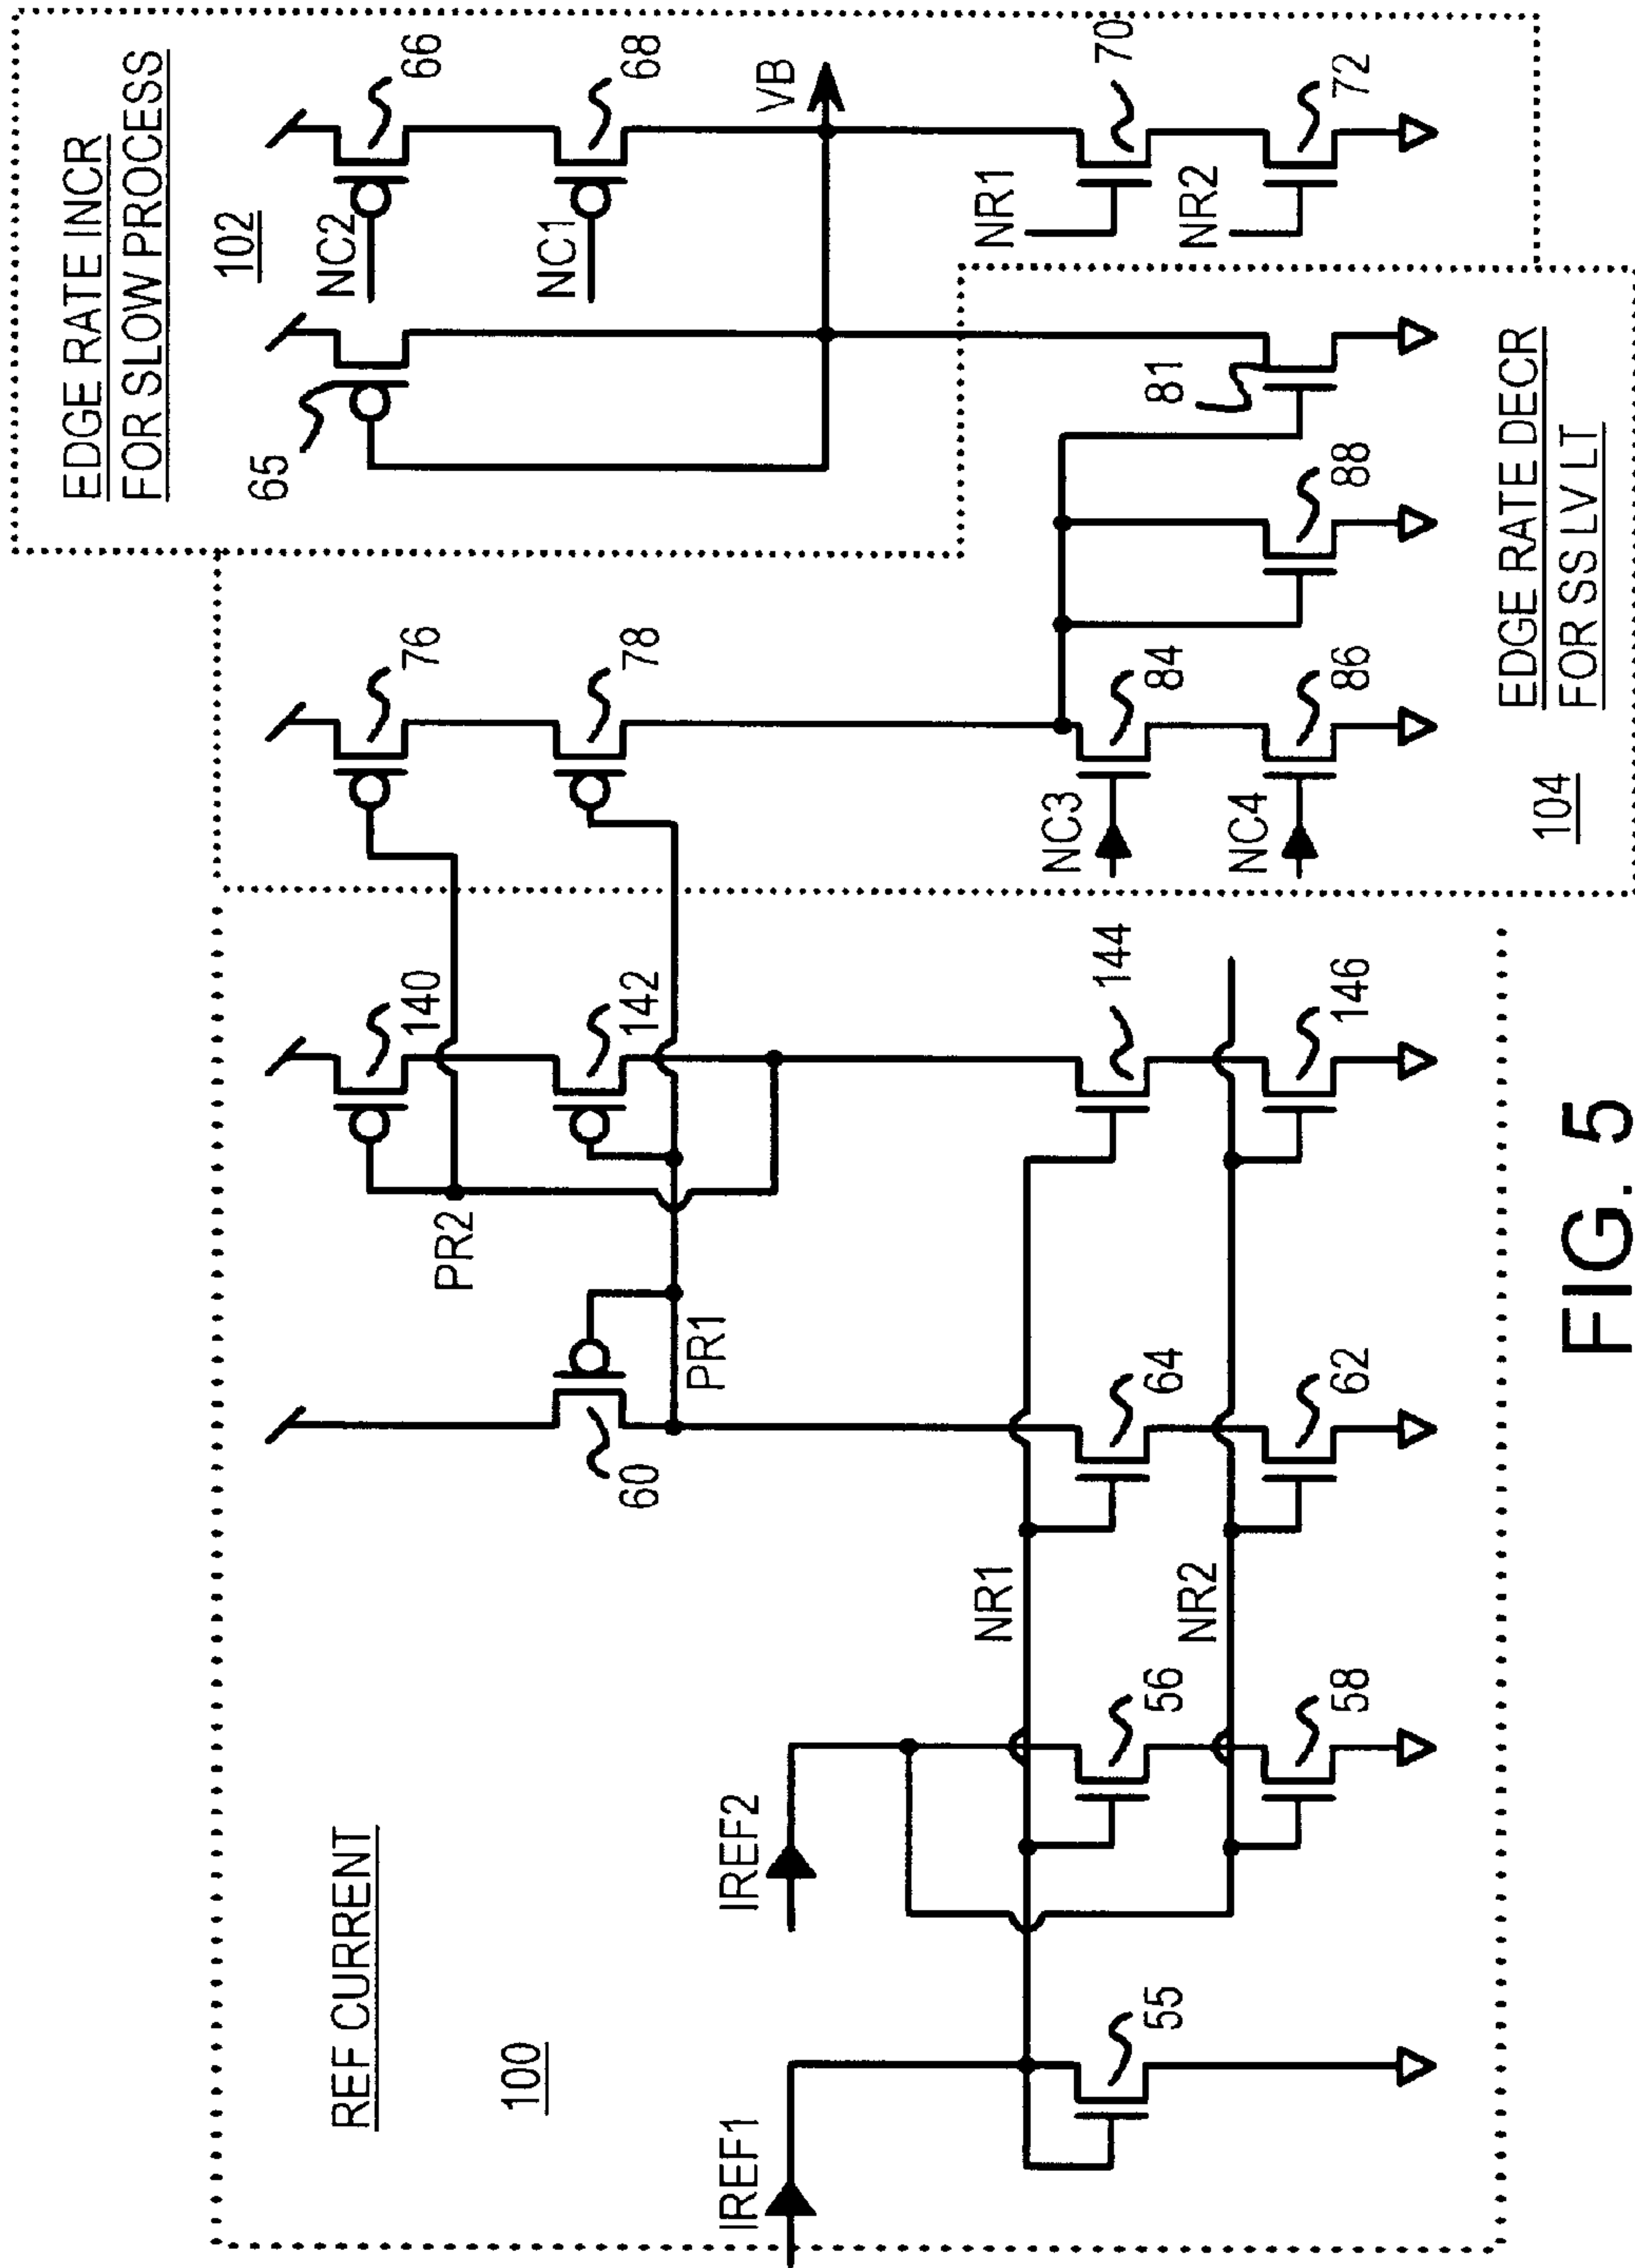 EDGE RATE INCR
FOR SLOW PROCESS
102
NC2
66
NC1
68
65
VB
NR1
70
NR2
72
76
78
81
88
84
86
NC3
NC4
EDGE RATE DECR
FOR SS LV LT
104
140
142
PR2
PR1
60
144
146
64
62
NR1
NR2
REF CURRENT
100
IREF2
56
58
IREF1
55
FIG. 5